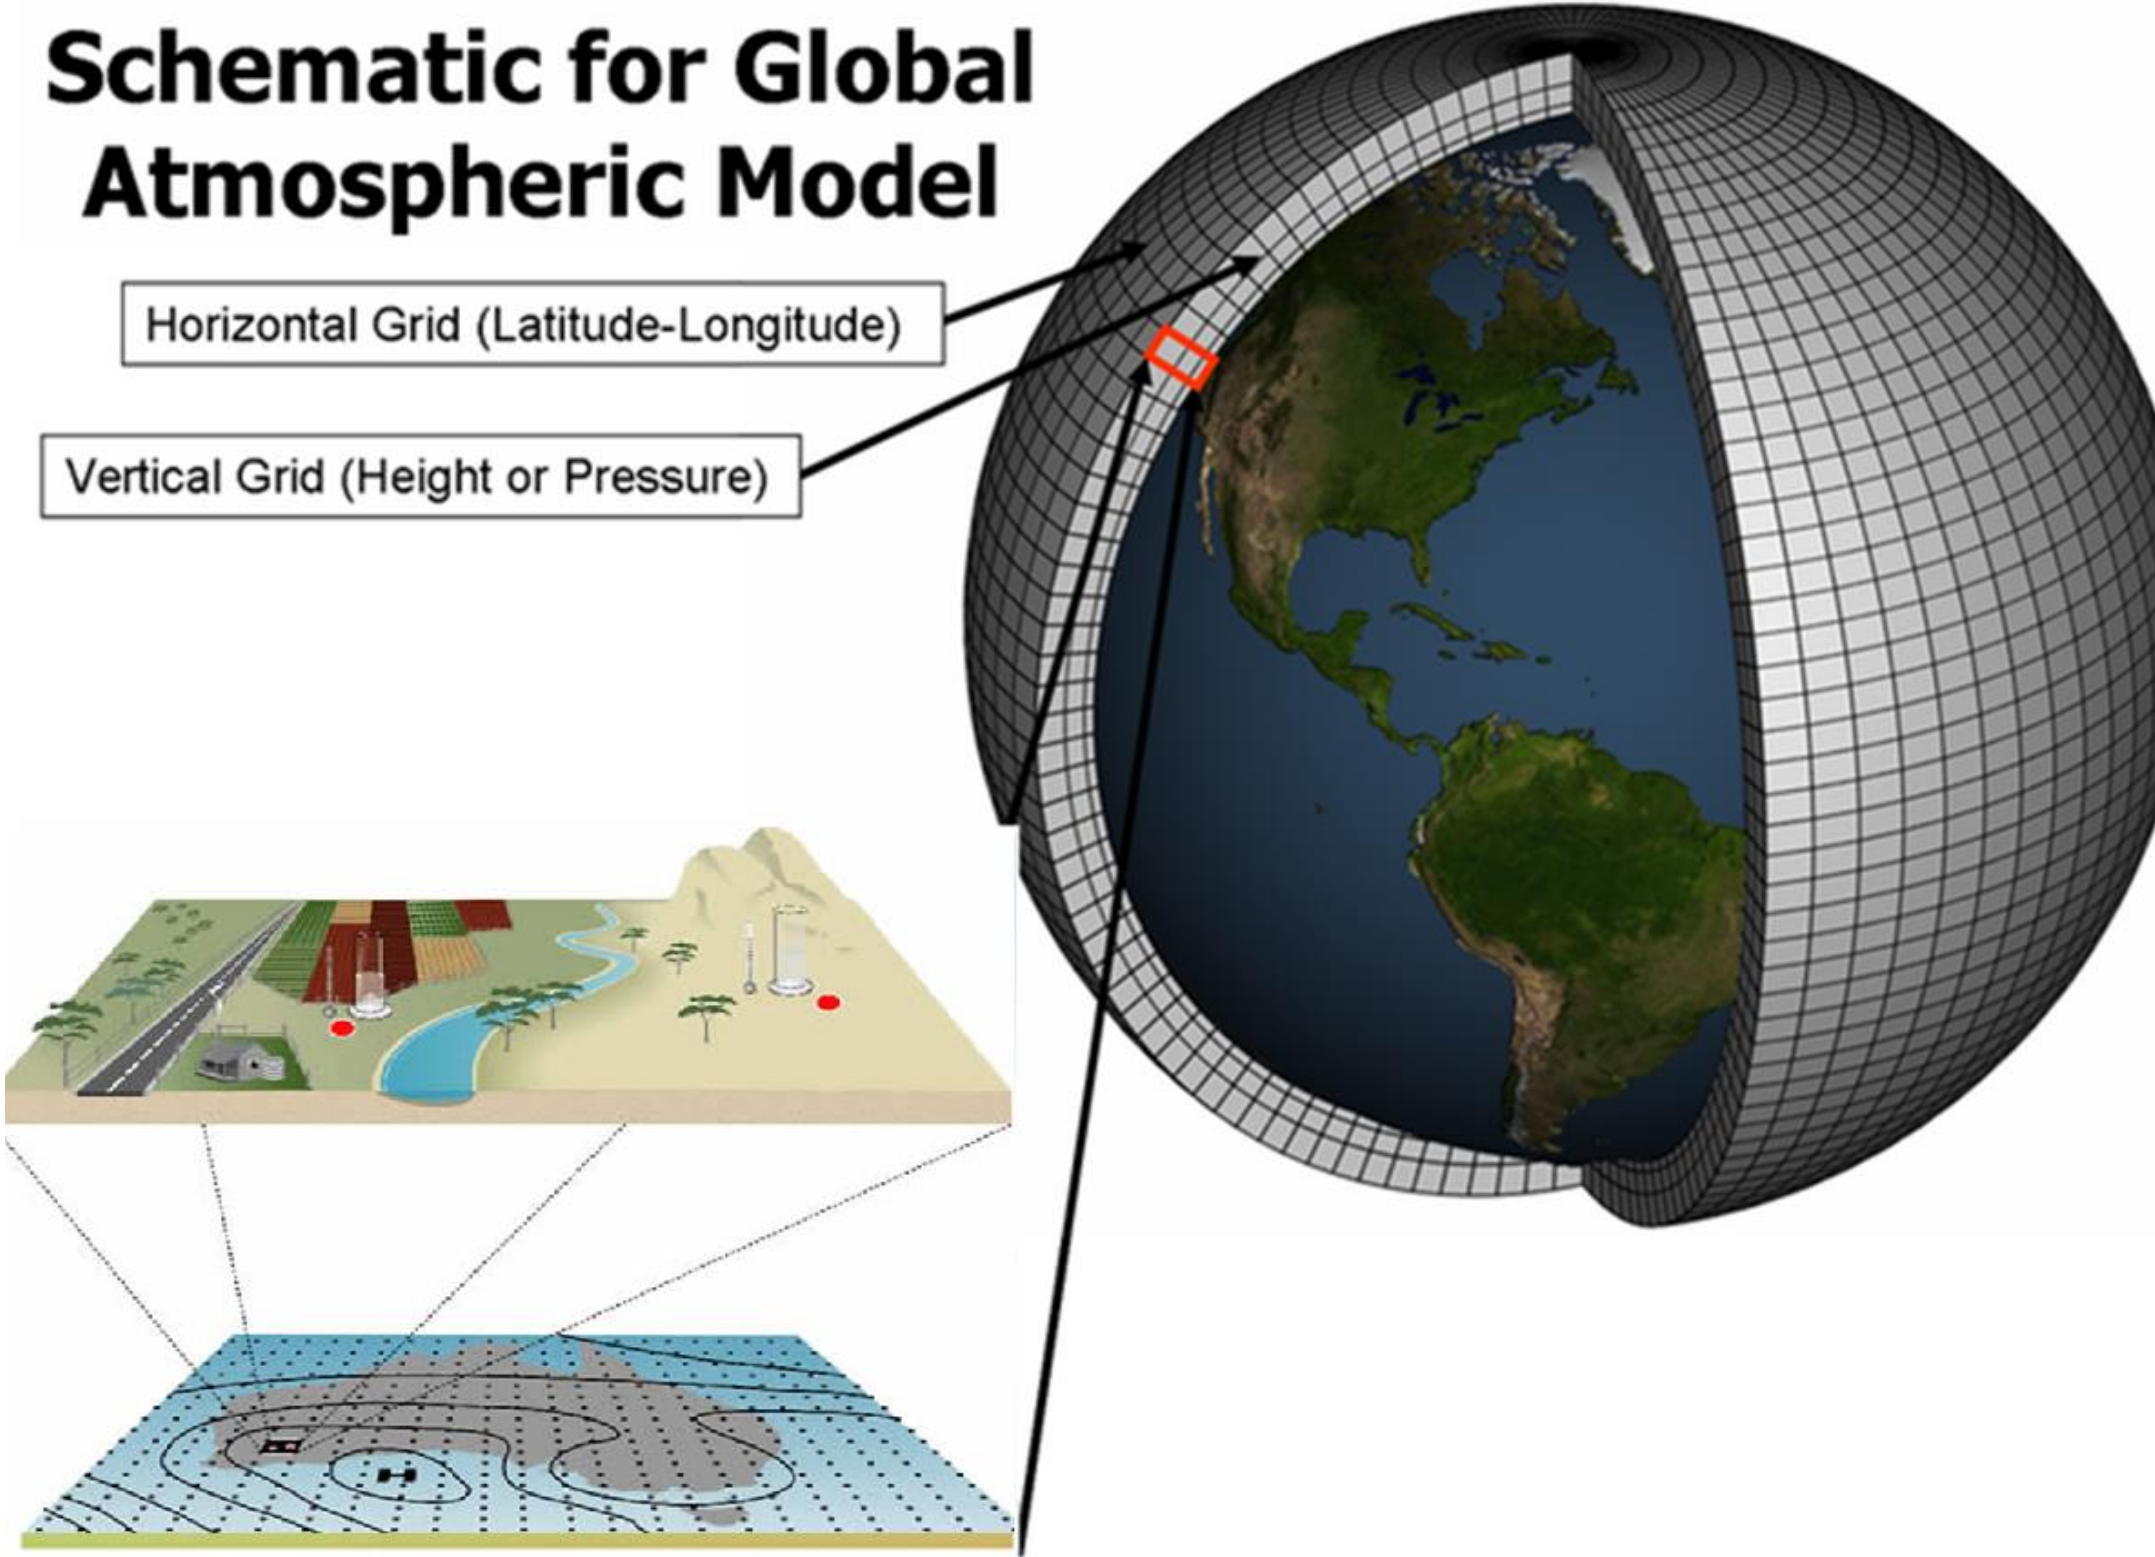 Schematic for Global
Atmospheric Model
Horizontal Grid (Latitude-Longitude)
Vertical Grid (Height or Pressure)
H